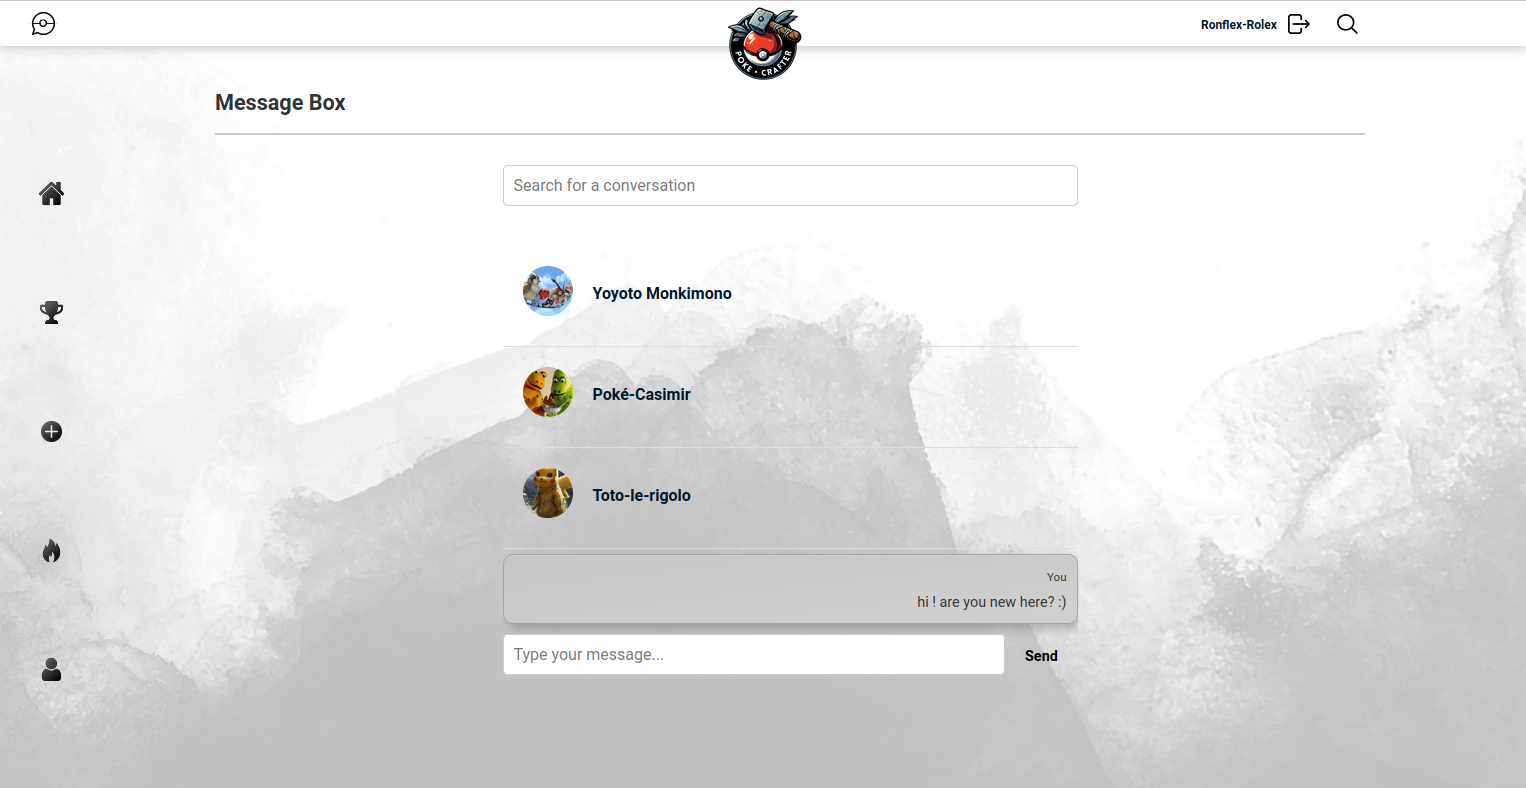 Ronflex-Rolex
POKE • CRAFTER
Message Box
Search for a conversation
Yoyoto Monkimono
Poké-Casimir
Toto-le-rigolo
You
hi ! are you new here? :)
Type your message...
Send